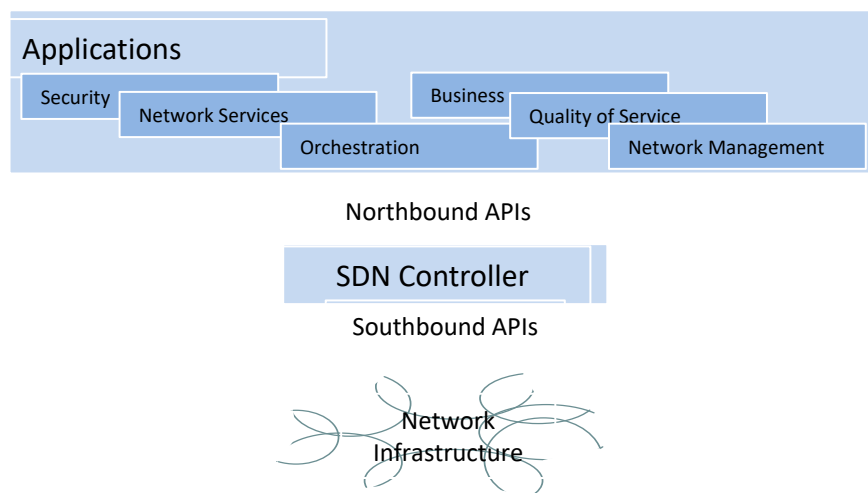 Applications
Security
Network Services
Orchestration
Business
Quality of Service
Network Management
Northbound APIs
SDN Controller
Southbound APIs
Network
Infrastructure